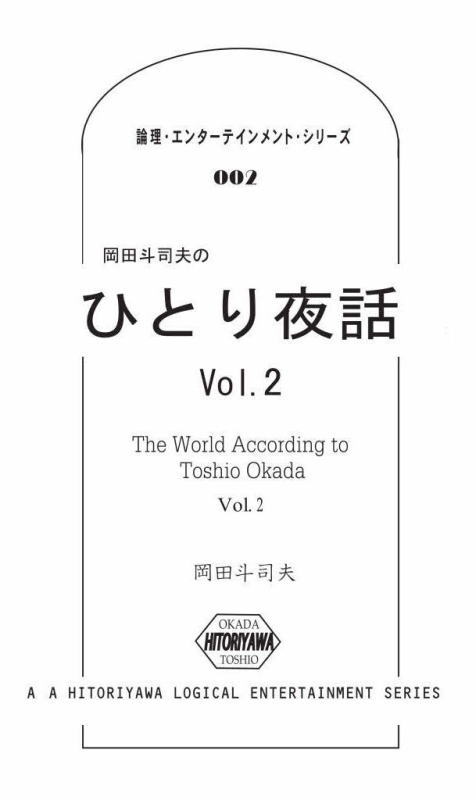 論理・エンターテインメント・シリーズ
002
岡田斗司夫の
ひとり夜話
Vol.2
The World According to
Toshio Okada
Vol. 2
岡田斗司夫
OKADA
HITORIYAWA
TOSHIO
A A HITORIYAWA LOGICAL ENTERTAINMENT SERIES